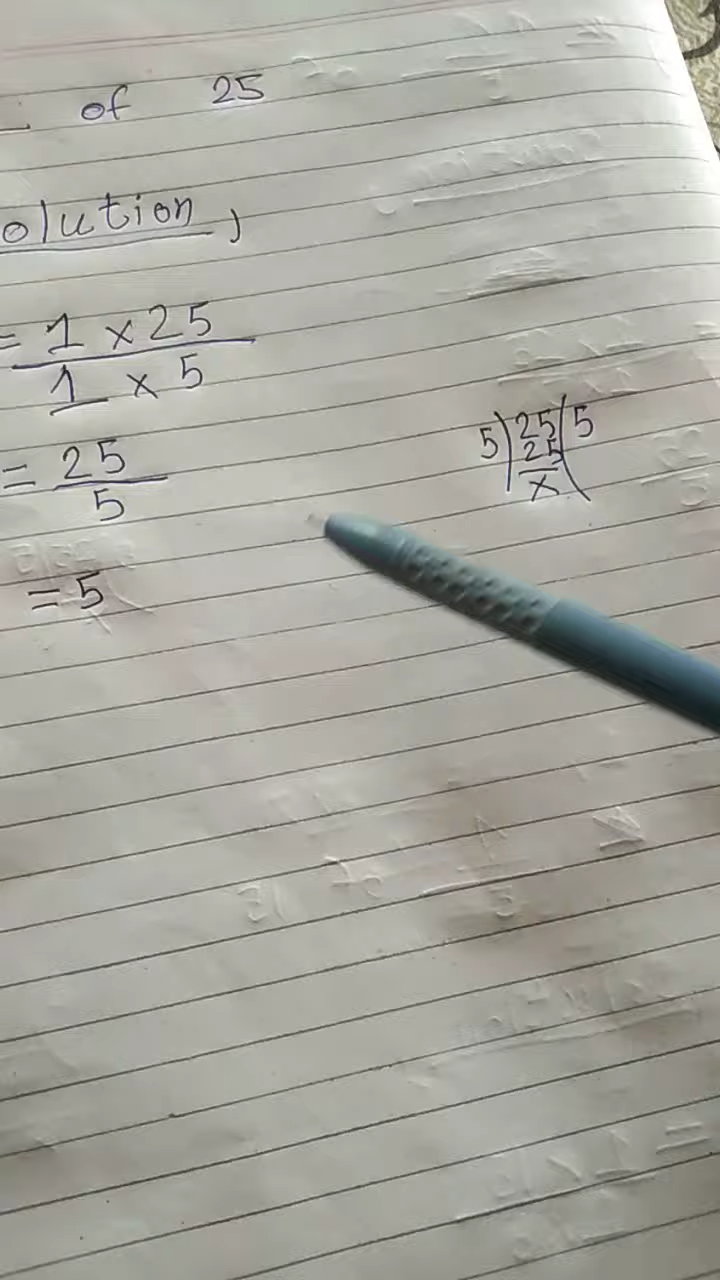 of 25
olution,
= 1 x 25
1 x 5
= 25
5
= 5
5)25(5
25
x